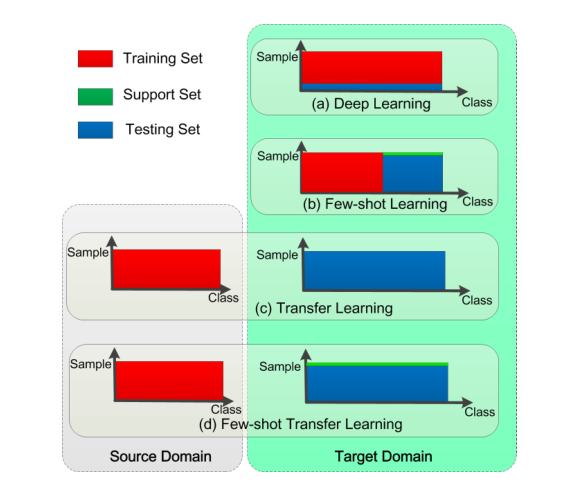 Training Set
Support Set
Testing Set
Sample
Class
(a) Deep Learning
Sample
Class
(b) Few-shot Learning
Sample
Class
Sample
Class
(c) Transfer Learning
Sample
Class
Sample
Class
(d) Few-shot Transfer Learning
Source Domain
Target Domain